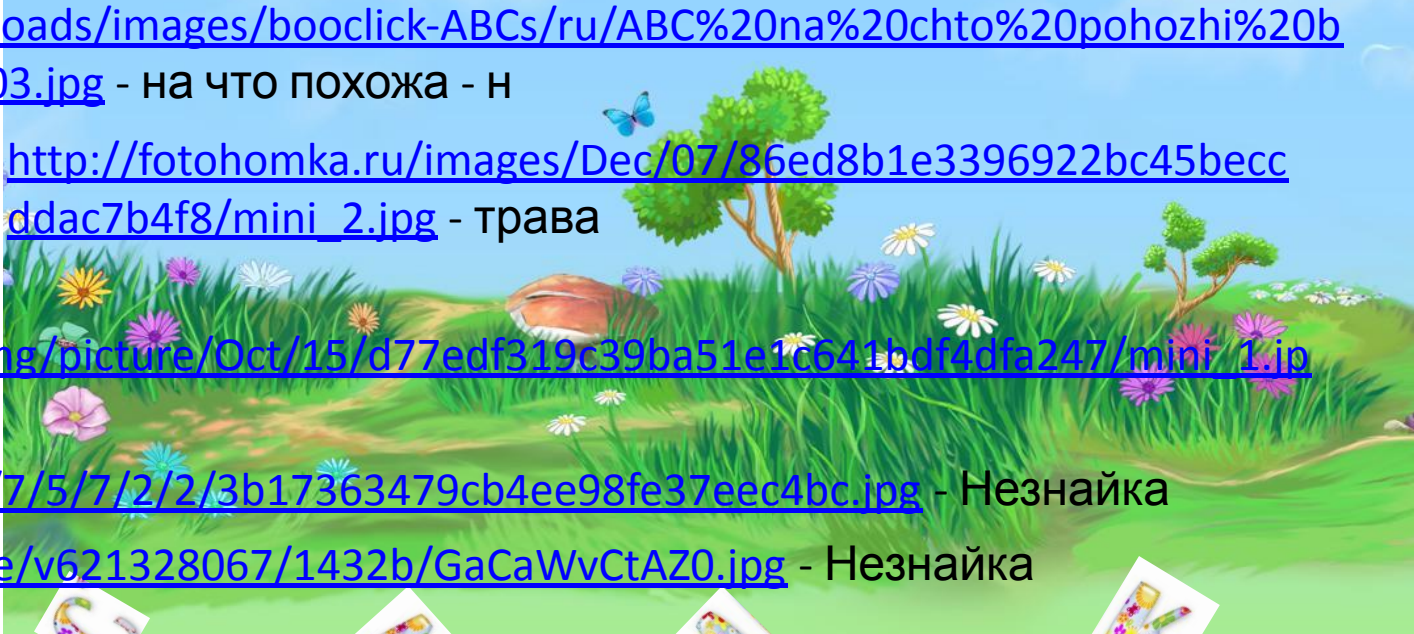 oads/images/booclick-ABCs/ru/ABC%20na%20chto%20pohozhi%20b
03.jpg - на что похожа - н
http://fotohomka.ru/images/Dec/07/86ed8b1e3396922bc45becc
ddac7b4f8/mini_2.jpg - трава
ng/picture/Oct/15/d77edf319c39ba51e1c641bdf4dfa247/mini_1.jp
/7/5/7/2/2/3b17363479cb4ee98fe37eec4bc.jpg - Незнайка
e/v621328067/1432b/GaCaWvCtAZ0.jpg - Незнайка